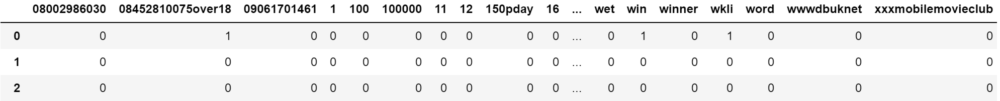 08002986030 08452810075over18 09061701461 1 100 100000 11 12 150pday 16 ... wet win winner wkli word wwwdbuknet xxxmobilemovieclub
0 0 1 0 0 0 0 0 0 0 0 ... 0 1 0 1 0 0 0
1 0 0 0 0 0 0 0 0 0 0 ... 0 0 0 0 0 0 0
2 0 0 0 0 0 0 0 0 0 0 ... 0 0 0 0 0 0 0